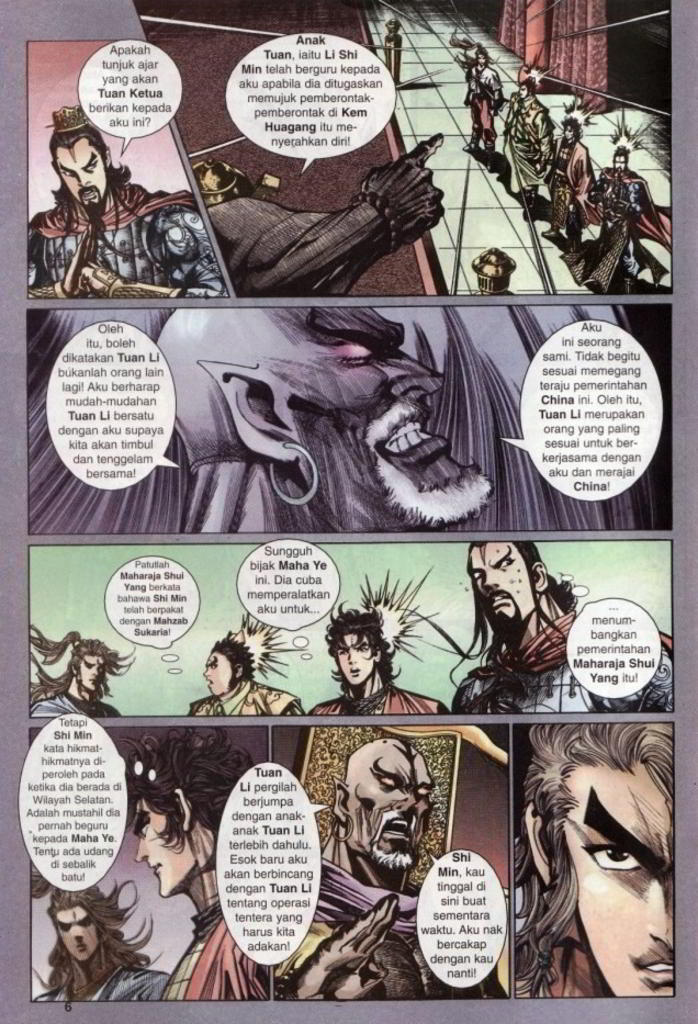 Apakah
tunjuk ajar
yang akan
Tuan Ketua
berikan kepada
aku ini?
Anak
Tuan, iaitu Li Shi
Min telah berguru kepada
aku apabila dia ditugaskan
memujuk pemberontak-
pemberontak di Kem
Huagang itu me-
nyerahkan diri!
Oleh
itu, boleh
dikatakan Tuan Li
bukanlah orang lain
lagi! Aku berharap
mudah-mudahan
Tuan Li bersatu
dengan aku supaya
kita akan timbul
dan tenggelam
bersama!
Aku
ini seorang
sami. Tidak begitu
sesuai memegang
teraju pemerintahan
China ini. Oleh itu,
Tuan Li merupakan
orang yang paling
sesuai untuk ber-
kerjasama dengan
aku dan merajai
China!
Patutlah
Maharaja Shui
Yang berkata
bahawa Shi Min
telah berpakat
dengan Mahzab
Sukaria!
Sungguh
bijak Maha Ye
ini. Dia cuba
memperalatkan
aku untuk...
...
menum-
bangkan
pemerintahan
Maharaja Shui
Yang itu!
Tetapi
Shi Min
kata hikmat-
hikmatnya di-
peroleh pada
ketika dia berada di
Wilayah Selatan.
Adalah mustahil dia
pernah beguru
kepada Maha Ye.
Tentu ada udang
di sebalik
batu!
Tuan
Li pergilah
berjumpa
dengan anak-
anak Tuan Li
terlebih dahulu.
Esok baru aku
akan berbincang
dengan Tuan Li
tentang operasi
tentera yang
harus kita
adakan!
Shi
Min, kau
tinggal di
sini buat
sementara
waktu. Aku nak
bercakap
dengan kau
nanti!
6